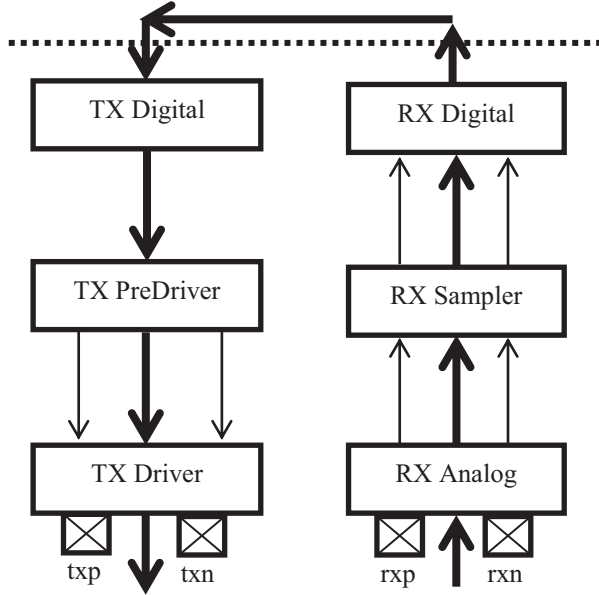 TX Digital
RX Digital
TX PreDriver
RX Sampler
TX Driver
RX Analog
txp
txn
rxp
rxn